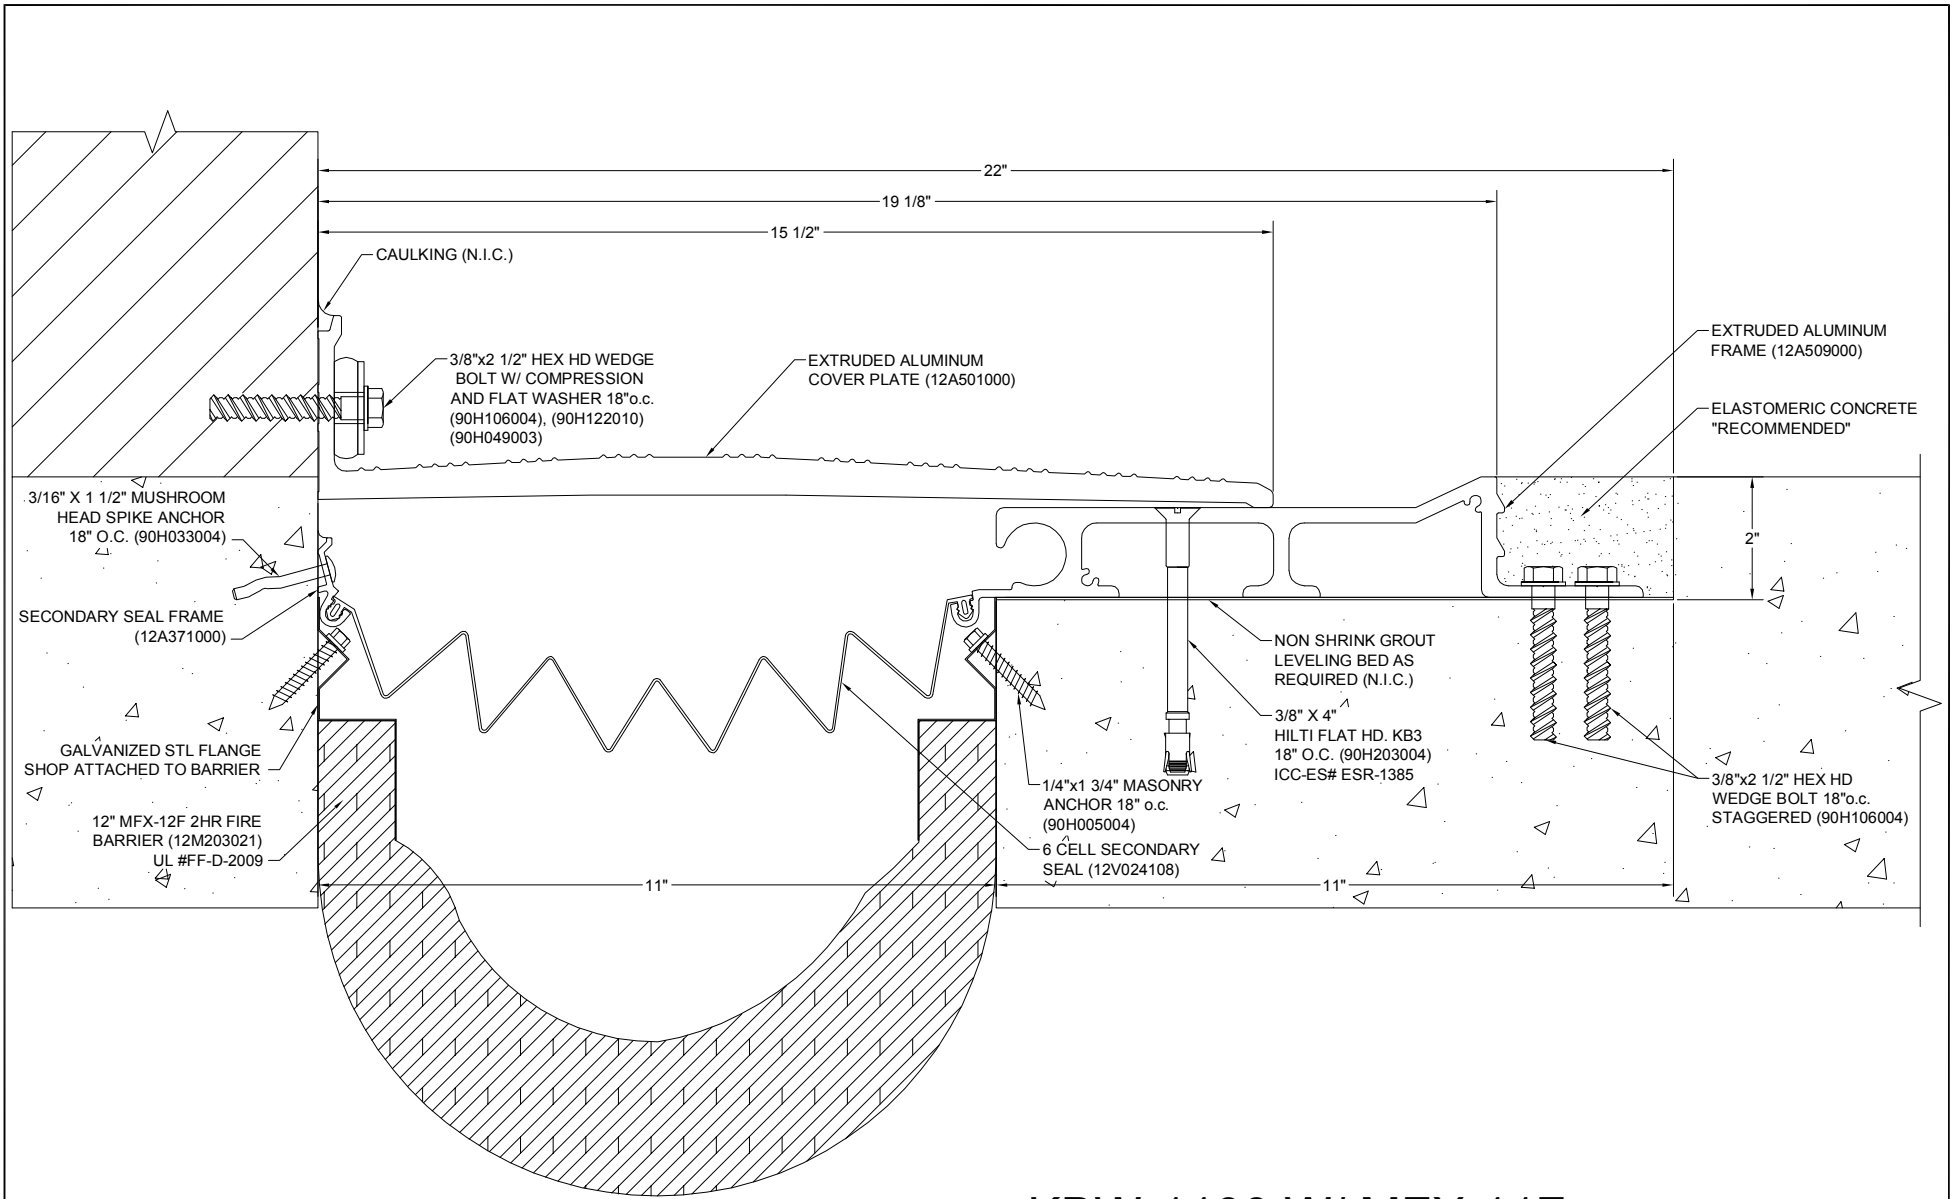 22"
19 1/8"
15 1/2"
CAULKING (N.I.C.)
3/8"x2 1/2" HEX HD WEDGE
BOLT W/ COMPRESSION
AND FLAT WASHER 18"o.c.
(90H106004), (90H122010)
(90H049003)
EXTRUDED ALUMINUM
COVER PLATE (12A501000)
EXTRUDED ALUMINUM
FRAME (12A509000)
ELASTOMERIC CONCRETE
"RECOMMENDED"
3/16" X 1 1/2" MUSHROOM
HEAD SPIKE ANCHOR
18" O.C. (90H033004)
2"
SECONDARY SEAL FRAME
(12A371000)
NON SHRINK GROUT
LEVELING BED AS
REQUIRED (N.I.C.)
3/8" X 4"
HILTI FLAT HD. KB3
18" O.C. (90H203004)
ICC-ES# ESR-1385
GALVANIZED STL FLANGE
SHOP ATTACHED TO BARRIER
1/4"x1 3/4" MASONRY
ANCHOR 18" o.c.
(90H005004)
3/8"x2 1/2" HEX HD
WEDGE BOLT 18"o.c.
STAGGERED (90H106004)
12" MFX-12F 2HR FIRE
BARRIER (12M203021)
UL #FF-D-2009
6 CELL SECONDARY
SEAL (12V024108)
11"
11"